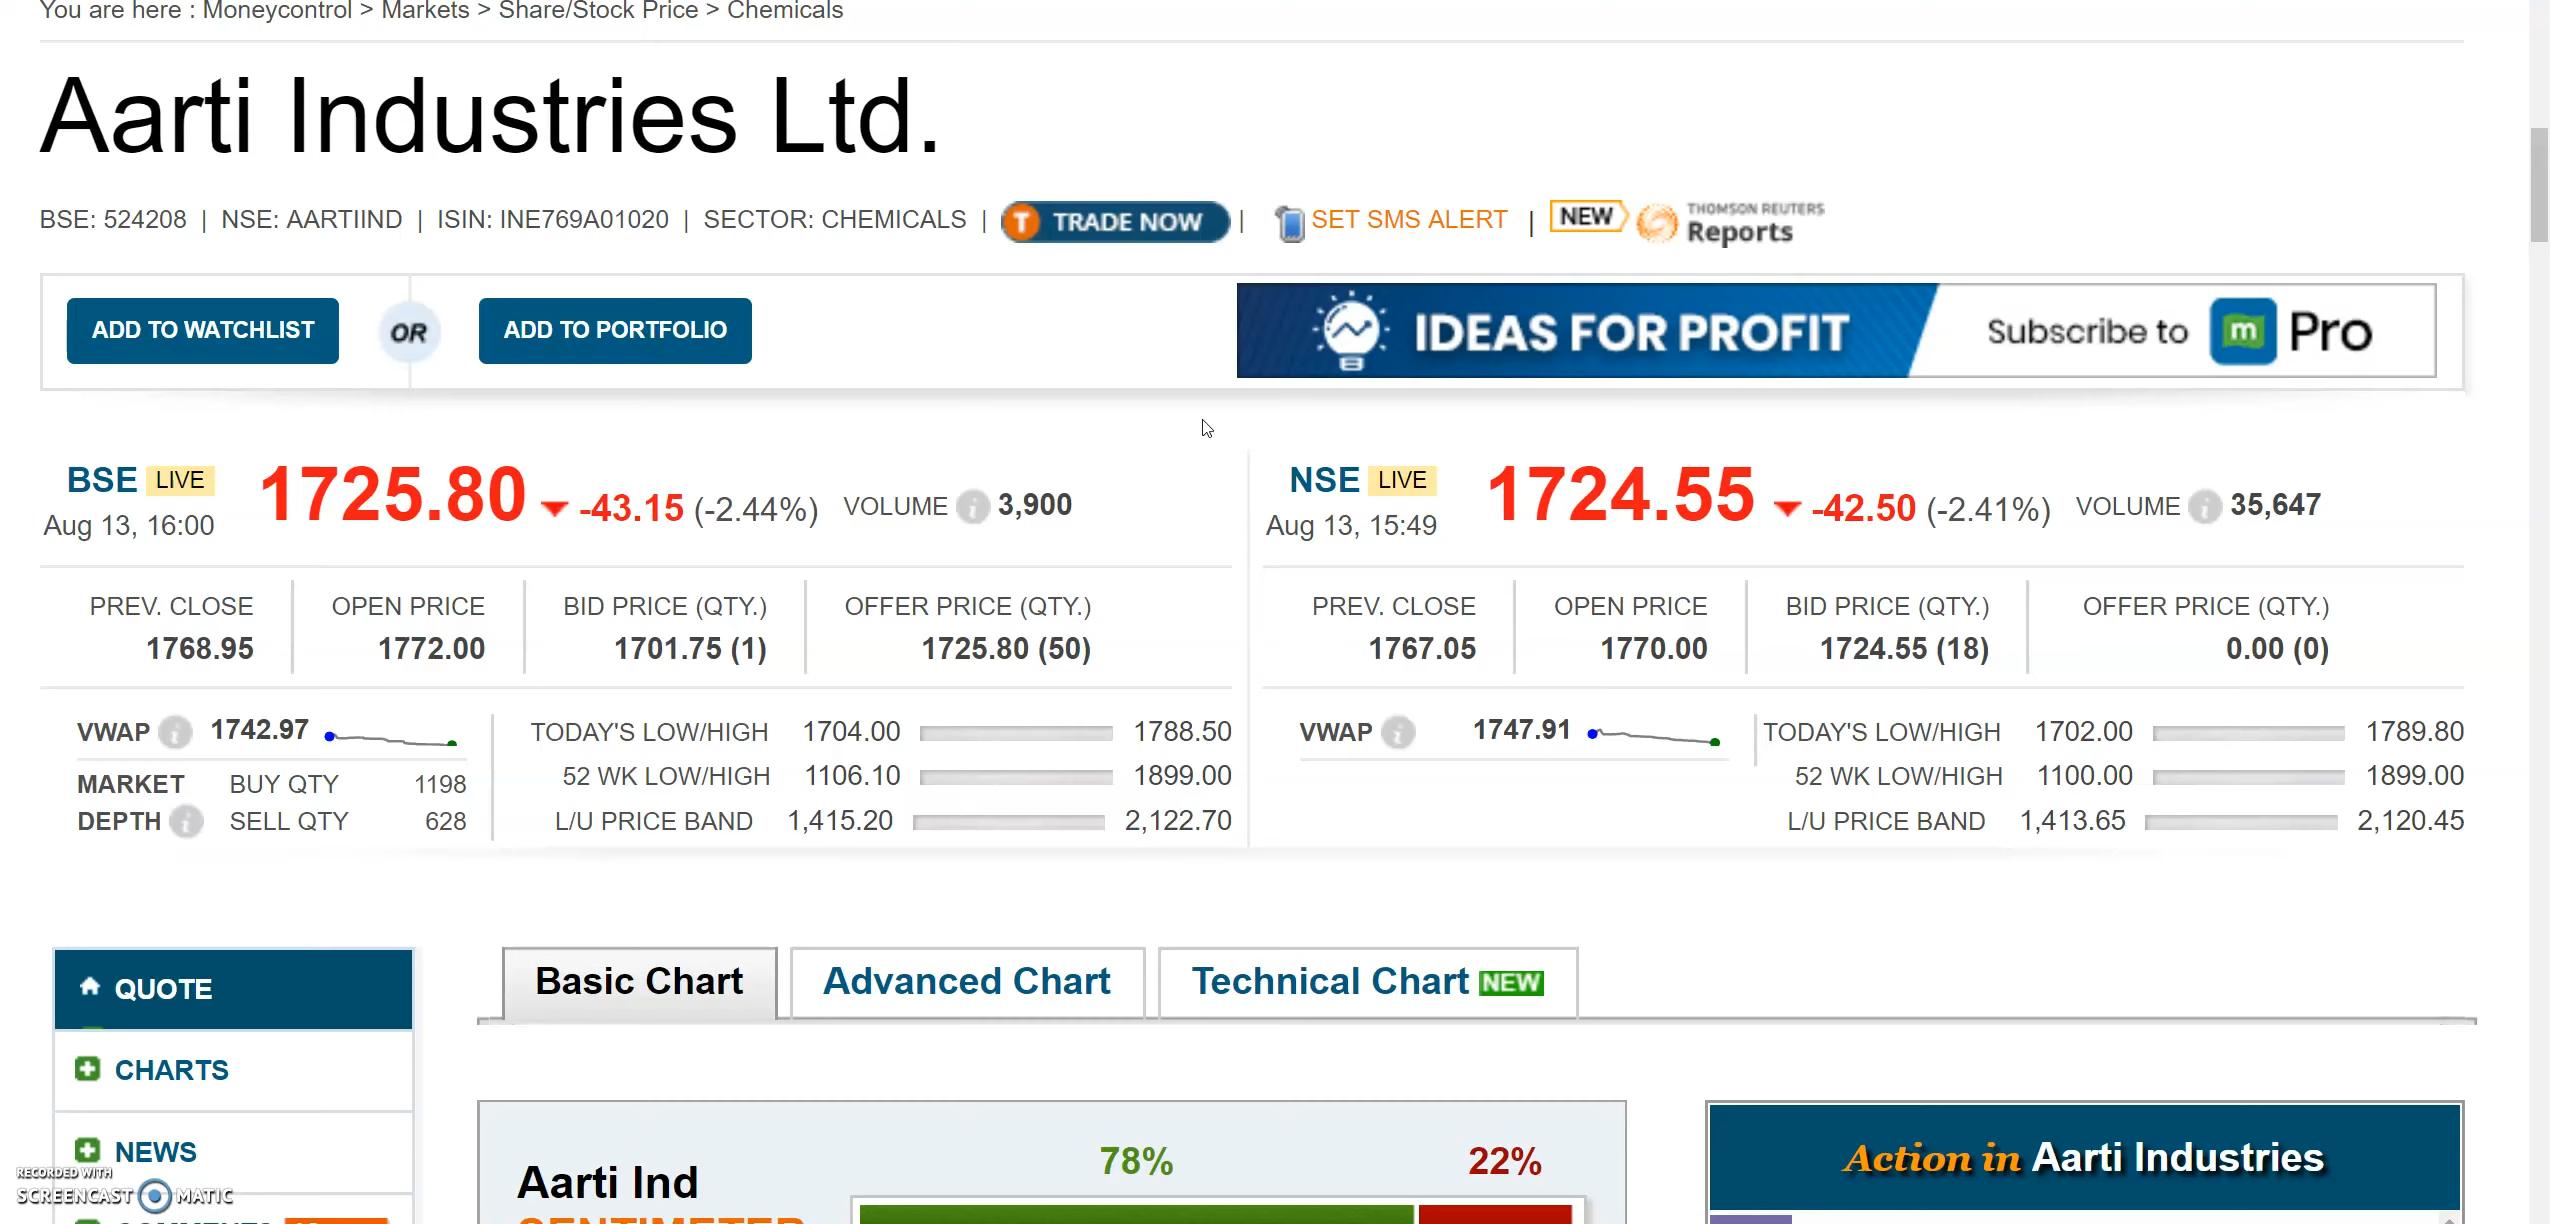 You are here : Moneycontrol > Markets > Share/Stock Price > Chemicals
Aarti Industries Ltd.
BSE: 524208 | NSE: AARTIIND | ISIN: INE769A01020 | SECTOR: CHEMICALS | T TRADE NOW | SET SMS ALERT | NEW THOMSON REUTERS Reports
ADD TO WATCHLIST OR ADD TO PORTFOLIO IDEAS FOR PROFIT Subscribe to m Pro
BSE LIVE 1725.80 -43.15 (-2.44%) VOLUME i 3,900
Aug 13, 16:00
PREV. CLOSE OPEN PRICE BID PRICE (QTY.) OFFER PRICE (QTY.)
1768.95 1772.00 1701.75 (1) 1725.80 (50)
VWAP i 1742.97 TODAY'S LOW/HIGH 1704.00 1788.50
MARKET BUY QTY 1198 52 WK LOW/HIGH 1106.10 1899.00
DEPTH i SELL QTY 628 L/U PRICE BAND 1,415.20 2,122.70
NSE LIVE 1724.55 -42.50 (-2.41%) VOLUME i 35,647
Aug 13, 15:49
PREV. CLOSE OPEN PRICE BID PRICE (QTY.) OFFER PRICE (QTY.)
1767.05 1770.00 1724.55 (18) 0.00 (0)
VWAP i 1747.91 TODAY'S LOW/HIGH 1702.00 1789.80
52 WK LOW/HIGH 1100.00 1899.00
L/U PRICE BAND 1,413.65 2,120.45
QUOTE
CHARTS
NEWS
Basic Chart Advanced Chart Technical Chart NEW
78% 22%
Aarti Ind
SENTIMETER
Action in Aarti Industries
RECORDED WITH
SCREENCAST MATIC